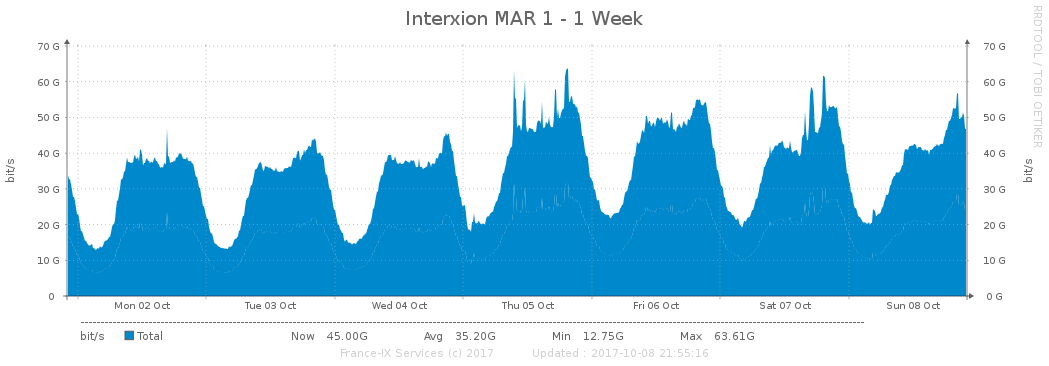 Interxion MAR 1 - 1 Week
RRDTOOL / TOBI OETIKER
70 G 70 G
60 G 60 G
50 G 50 G
40 G 40 G
30 G 30 G
20 G 20 G
10 G 10 G
0 0 G
bit/s bit/s
Mon 02 Oct Tue 03 Oct Wed 04 Oct Thu 05 Oct Fri 06 Oct Sat 07 Oct Sun 08 Oct
bit/s Total Now 45.00G Avg 35.20G Min 12.75G Max 63.61G
France-IX Services (c) 2017 Updated : 2017-10-08 21:55:16